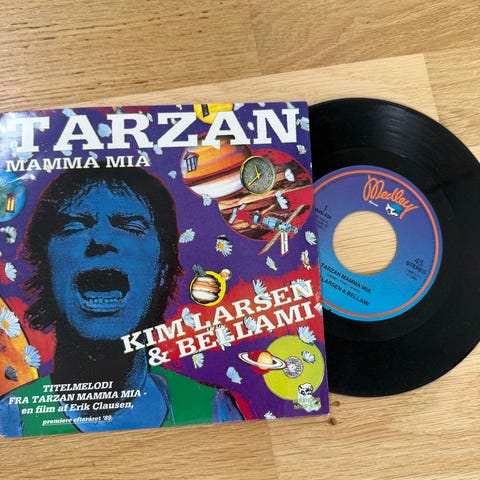 TARZAN
MAMMA MIA
KIM LARSEN
& BELLAMI
TITELMELODI
FRA TARZAN MAMMA MIA -
en film af Erik Clausen,
premiere efteråret '89.
Medley
1
45
STEREO
TARZAN MAMMA MIA
LARSEN & BELLAMI